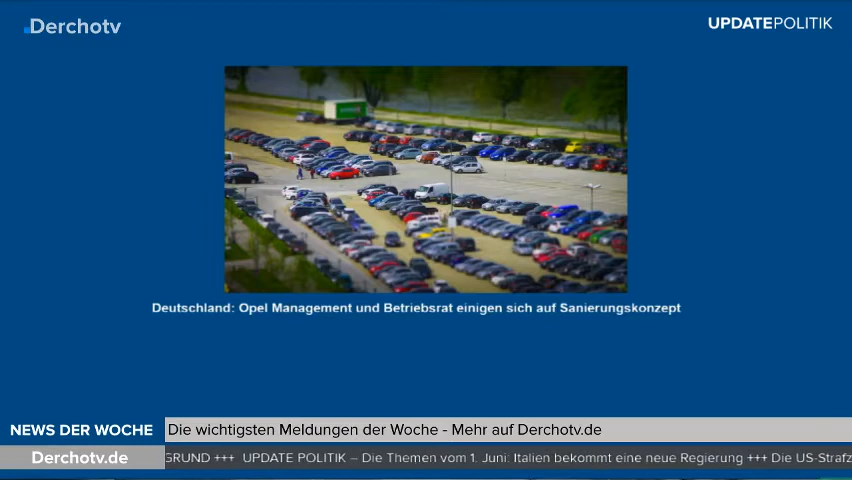 Derchotv
UPDATEPOLITIK
Deutschland: Opel Management und Betriebsrat einigen sich auf Sanierungskonzept
NEWS DER WOCHE
Die wichtigsten Meldungen der Woche - Mehr auf Derchotv.de
Derchotv.de
GRUND +++ UPDATE POLITIK – Die Themen vom 1. Juni: Italien bekommt eine neue Regierung +++ Die US-Strafz